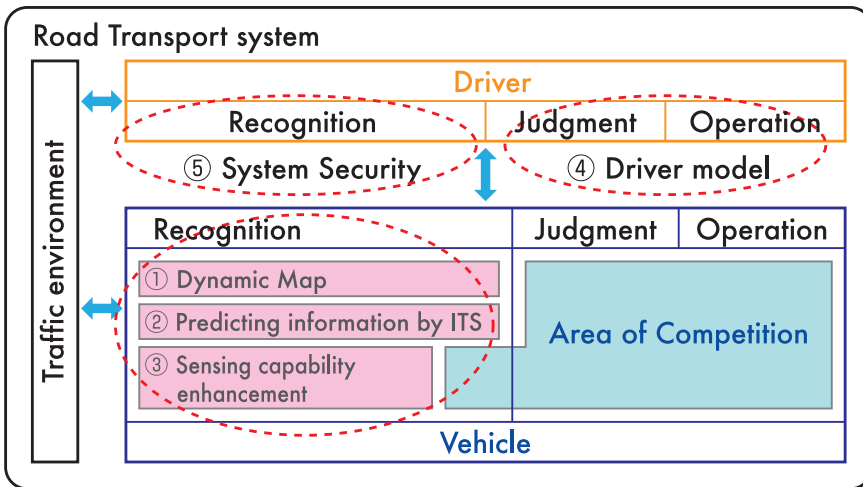 Road Transport system
Traffic environment
Driver
Recognition
Judgment
Operation
⑤ System Security
④ Driver model
Recognition
Judgment
Operation
① Dynamic Map
② Predicting information by ITS
③ Sensing capability
enhancement
Area of Competition
Vehicle